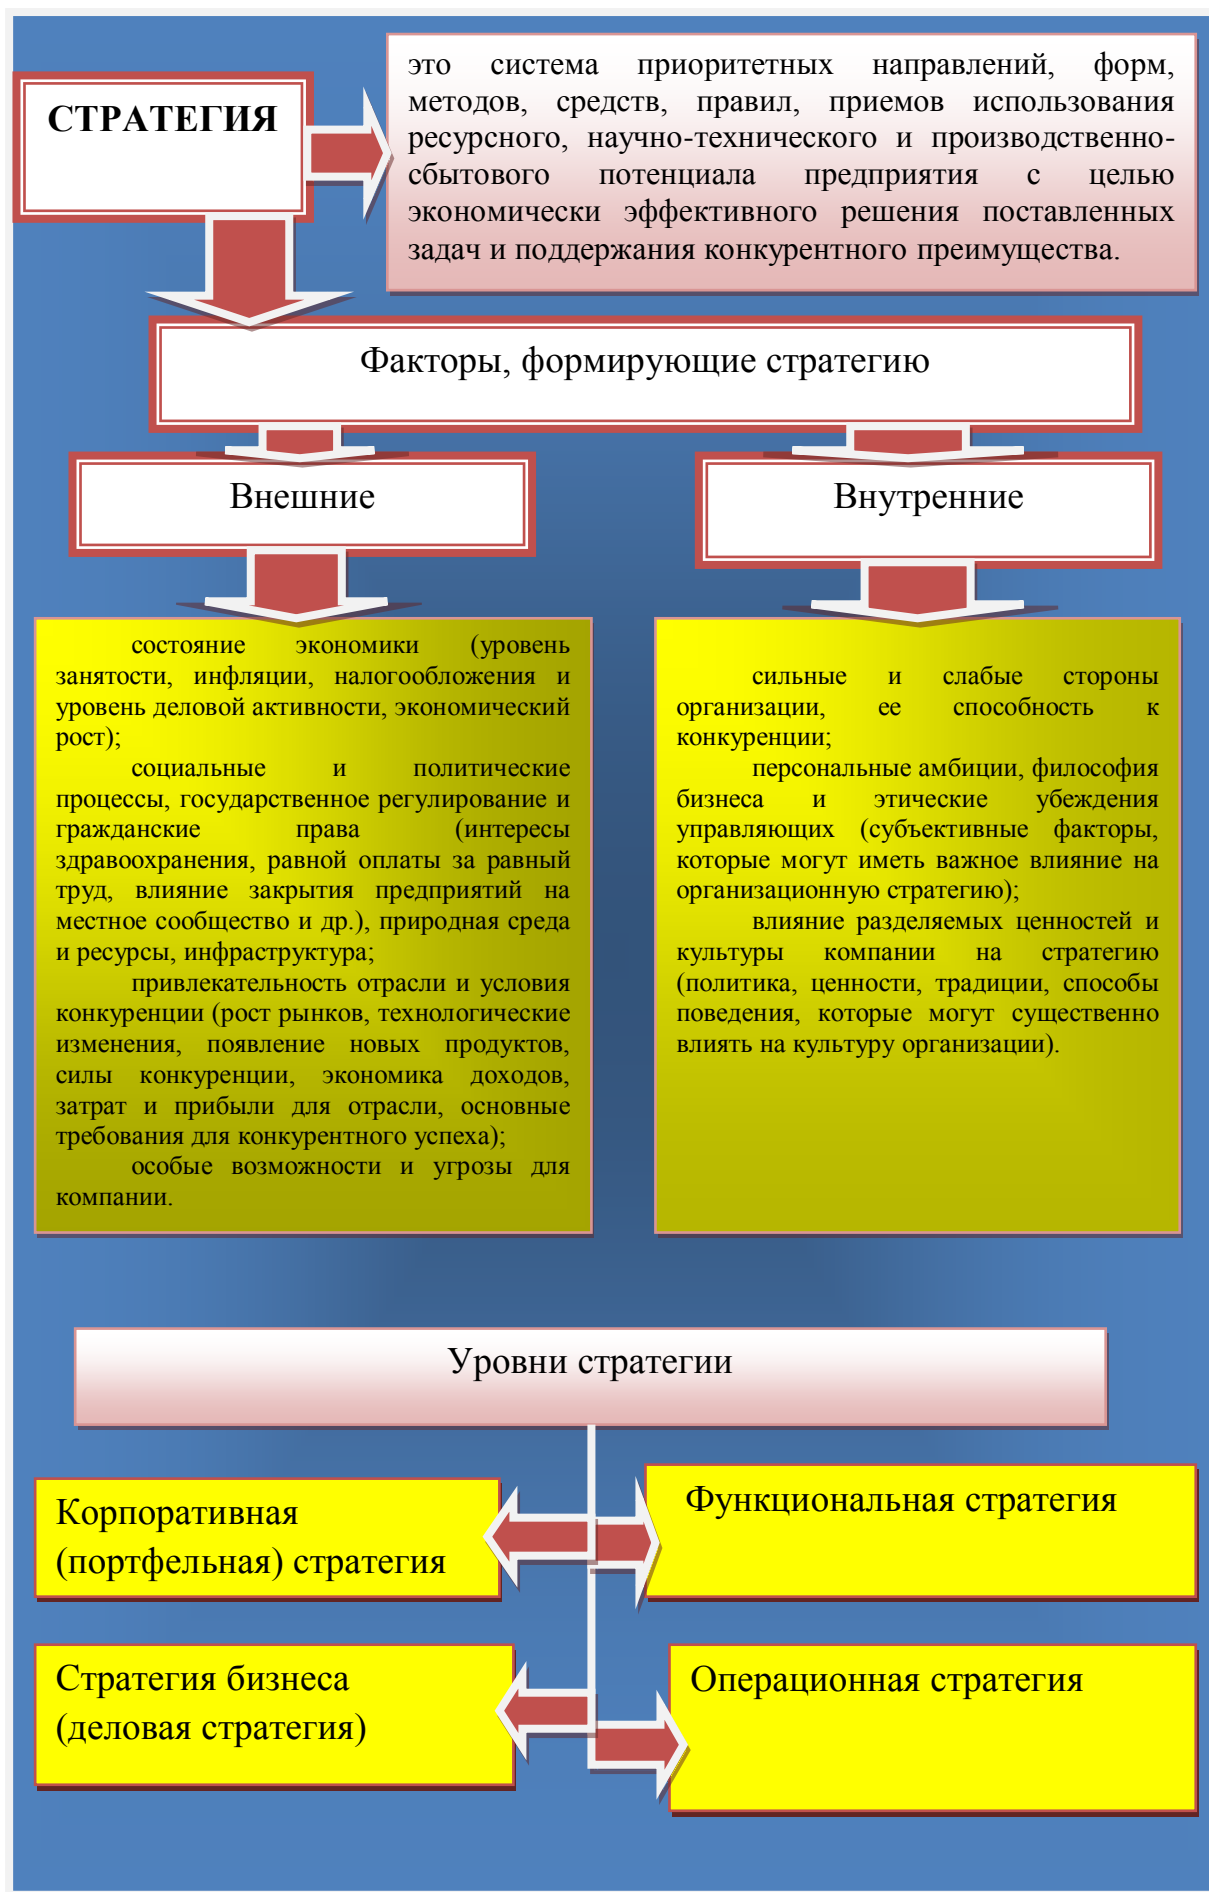 СТРАТЕГИЯ
это система приоритетных направлений, форм,
методов, средств, правил, приемов использования
ресурсного, научно-технического и производственно-
сбытового потенциала предприятия с целью
экономически эффективного решения поставленных
задач и поддержания конкурентного преимущества.
Факторы, формирующие стратегию
Внешние
Внутренние
состояние экономики (уровень
занятости, инфляции, налогообложения и
уровень деловой активности, экономический
рост);
социальные и политические
процессы, государственное регулирование и
гражданские права (интересы
здравоохранения, равной оплаты за равный
труд, влияние закрытия предприятий на
местное сообщество и др.), природная среда
и ресурсы, инфраструктура;
привлекательность отрасли и условия
конкуренции (рост рынков, технологические
изменения, появление новых продуктов,
силы конкуренции, экономика доходов,
затрат и прибыли для отрасли, основные
требования для конкурентного успеха);
особые возможности и угрозы для
компании.
сильные и слабые стороны
организации, ее способность к
конкуренции;
персональные амбиции, философия
бизнеса и этические убеждения
управляющих (субъективные факторы,
которые могут иметь важное влияние на
организационную стратегию);
влияние разделяемых ценностей и
культуры компании на стратегию
(политика, ценности, традиции, способы
поведения, которые могут существенно
влиять на культуру организации).
Уровни стратегии
Корпоративная
(портфельная) стратегия
Функциональная стратегия
Стратегия бизнеса
(деловая стратегия)
Операционная стратегия